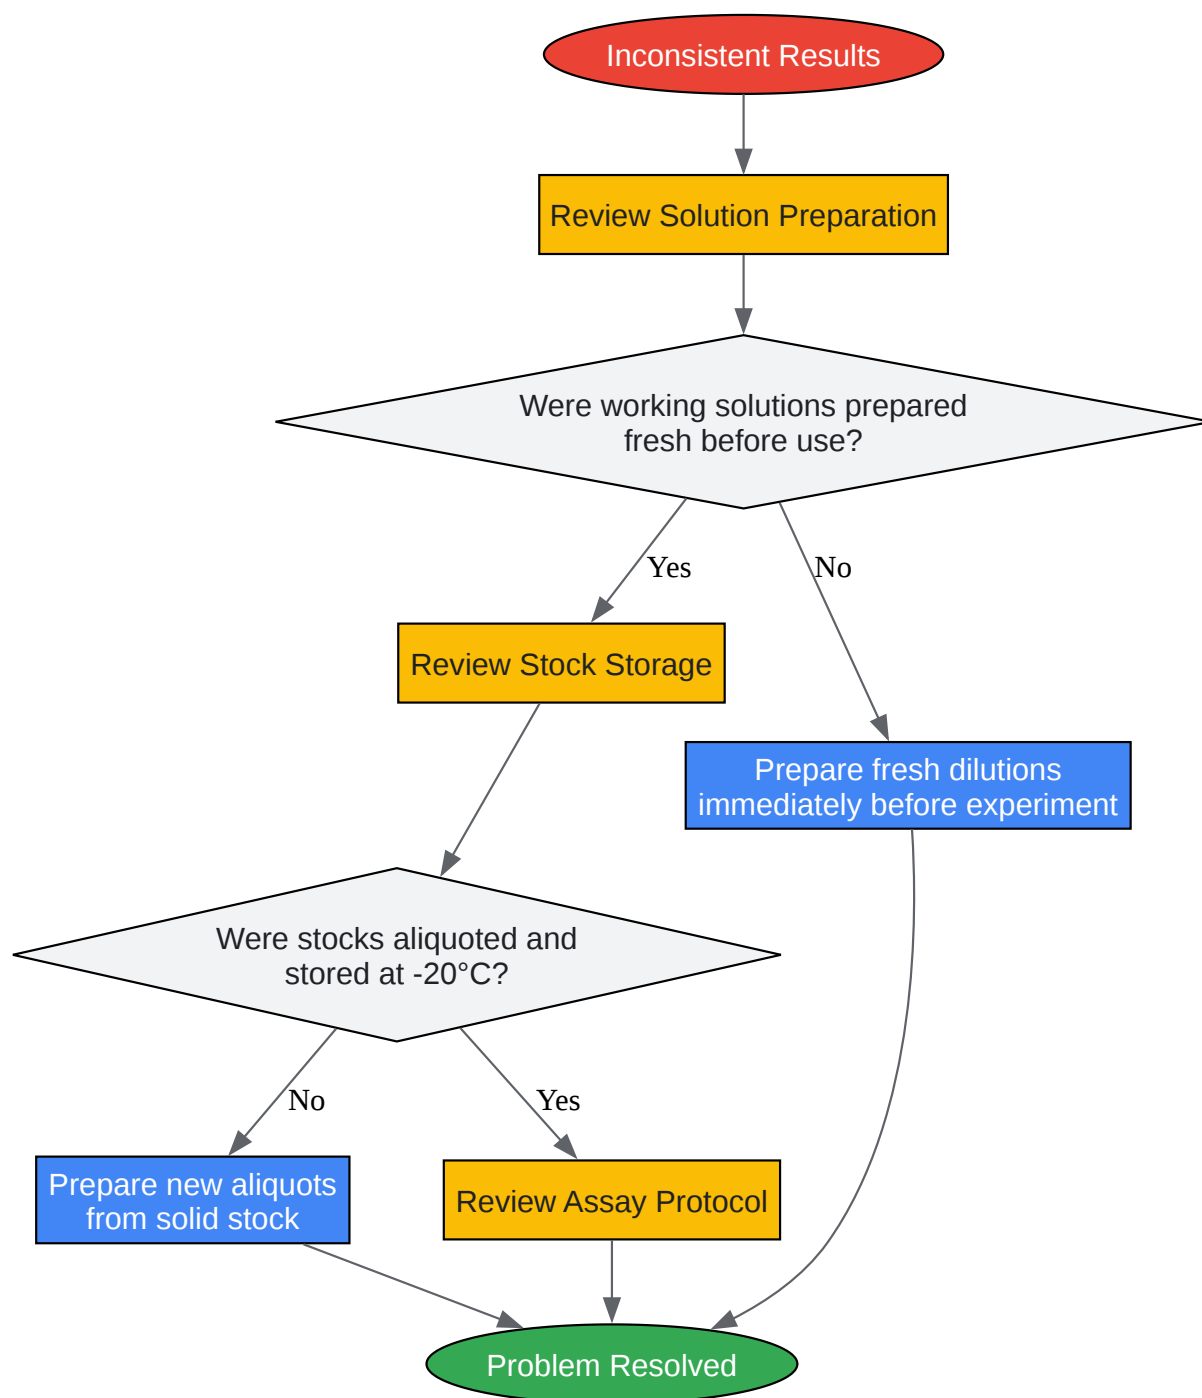 Inconsistent Results
Review Solution Preparation
Were working solutions prepared
fresh before use?
Yes
No
Review Stock Storage
Prepare fresh dilutions
immediately before experiment
Were stocks aliquoted and
stored at -20°C?
No
Yes
Prepare new aliquots
from solid stock
Review Assay Protocol
Problem Resolved